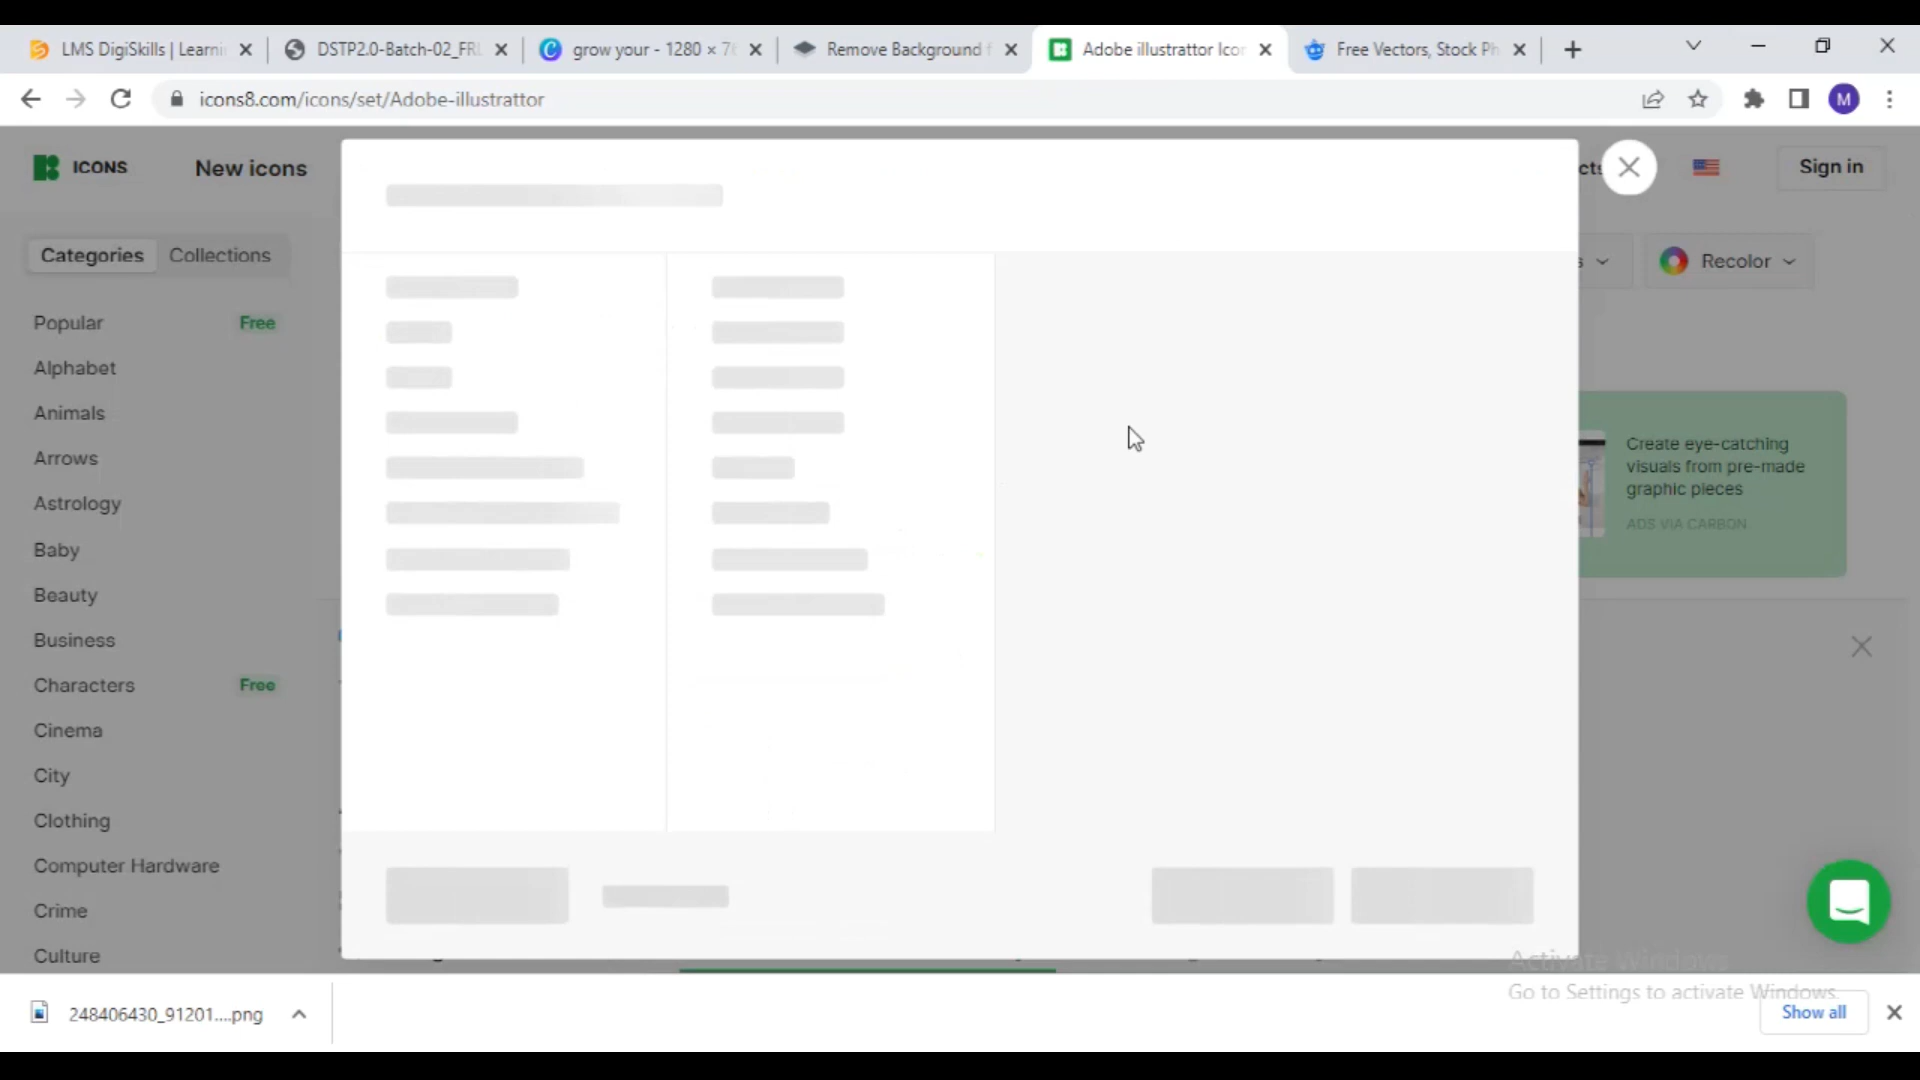 LMS DigiSkills | Learni
DSTP2.0-Batch-02_FRL
grow your - 1280 × 7
Remove Background f
Adobe illustrattor Icon
Free Vectors, Stock Ph
icons8.com/icons/set/Adobe-illustrattor
M
ICONS
New icons
Sign in
Categories
Collections
Recolor
Popular
Free
Alphabet
Animals
Arrows
Astrology
Baby
Beauty
Business
Characters
Free
Cinema
City
Clothing
Computer Hardware
Crime
Culture
Create eye-catching
visuals from pre-made
graphic pieces
ADS VIA CARBON
Activate Windows
Go to Settings to activate Windows.
248406430_91201....png
Show all